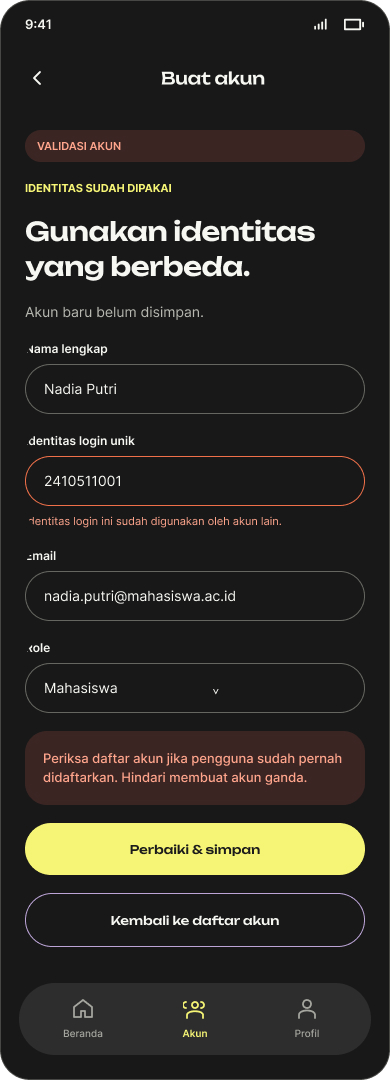 9:41
Buat akun
VALIDASI AKUN
IDENTITAS SUDAH DIPAKAI
Gunakan identitas
yang berbeda.
Akun baru belum disimpan.
Nama lengkap
Nadia Putri
Identitas login unik
2410511001
Identitas login ini sudah digunakan oleh akun lain.
Email
nadia.putri@mahasiswa.ac.id
Role
Mahasiswa
Periksa daftar akun jika pengguna sudah pernah
didaftarkan. Hindari membuat akun ganda.
Perbaiki & simpan
Kembali ke daftar akun
Beranda
Akun
Profil